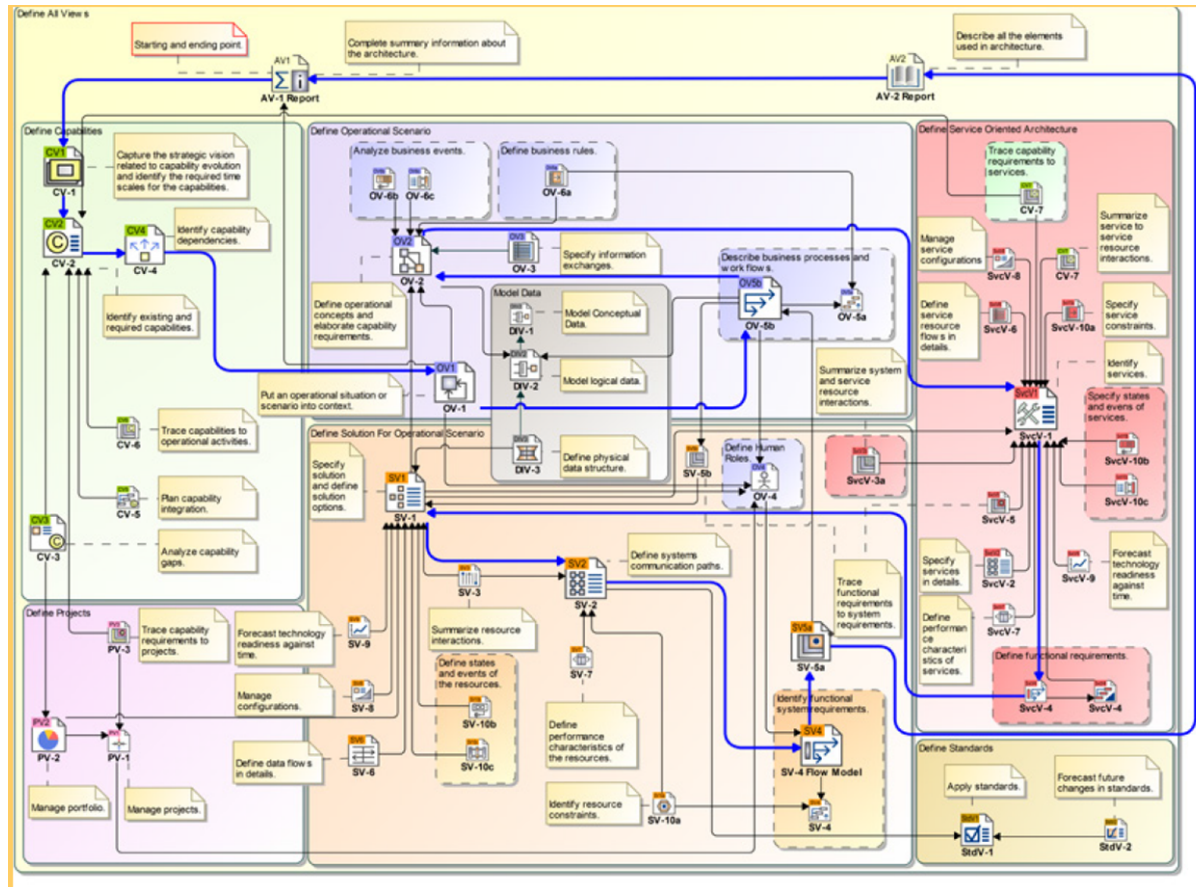 Define All Views
Starting and ending point.
Complete summary information about
the architecture.
Describe all the elements
used in architecture.
AV1
AV-1 Report
AV2
AV-2 Report
Define Capabilities
CV1
CV-1
Capture the strategic vision
related to capability evolution
and identify the required time
scales for the capabilities.
CV2
CV-2
CV4
CV-4
Identify capability
dependencies.
Identify existing and
required capabilities.
CV-6
Trace capabilities to
operational activities.
CV-5
Plan capability
integration.
CV3
CV-3
Analyze capability
gaps.
Define Operational Scenario
Analyze business events.
OV-6b
OV-6c
Define business rules.
OV-6a
OV2
OV-2
OV3
OV-3
Specify information
exchanges.
Define operational
concepts and
elaborate capability
requirements.
Describe business processes and
work flows.
OV5b
OV-5b
OV-5a
Model Data
DIV-1
Model Conceptual
Data.
DIV2
DIV-2
Model logical data.
DIV3
DIV-3
Define physical
data structure.
OV1
OV-1
Put an operational situation or
scenario into context.
Summarize system
and service
resource
interactions.
Define Service Oriented Architecture
Trace capability
requirements to
services.
CV-7
Summarize
service to
service
resource
interactions.
Manage
service
configurations
SvcV-8
CV-7
Define
service
resource
flows in
details.
SvcV-6
SvcV-10a
Specify
service
constraints.
Identify
services.
SvcV1
SvcV-1
Specify states
and evens of
services.
SvcV-10b
SvcV-10c
SvcV-3a
SvcV-5
Specify
services
in details.
SvcV-2
SvcV-9
Forecast
technology
readiness
against
time.
Define
performan
ce
characteri
stics of
services.
SvcV-7
Define functional requirements.
SvcV-4
SvcV-4
Define Solution For Operational Scenario
Specify
solution and
define
solution
options.
SV1
SV-1
SV-5b
Define Human
Roles.
OV4
OV-4
SV-3
SV2
SV-2
Define systems
communication paths.
Summarize resource
interactions.
Forecast technology
readiness against
time.
SV-9
Manage
configurations.
SV-8
Define data flows
in details.
SV6
SV-6
Define states
and events of
the resources.
SV-10b
SV-10c
SV-7
Define
performance
characteristics of
the resources.
Identify resource
constraints.
SV-10a
Trace
functional
requirements
to system
requirements.
SV5a
SV-5a
Identify functional
system requirements.
SV4
SV-4 Flow Model
SV-4
Define Projects
PV3
PV-3
Trace capability
requirements to
projects.
PV2
PV-2
PV1
PV-1
Manage portfolio.
Manage projects.
Define Standards
Apply standards.
Forecast future
changes in standards.
StdV1
StdV-1
StdV-2